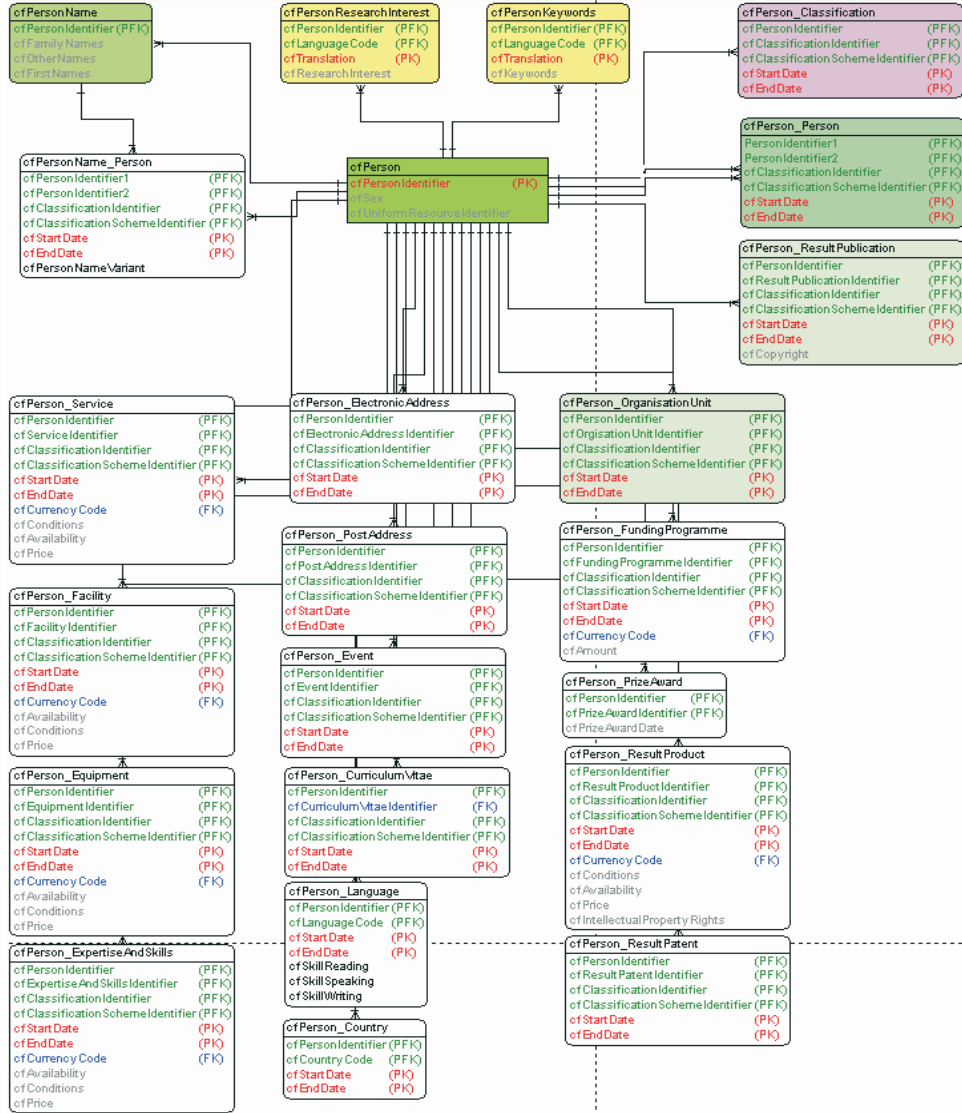 cfPersonName
cfPersonIdentifier (PFK)
cfFamilyNames
cfOtherNames
cfFirstNames
cfPersonResearchInterest
cfPersonIdentifier (PFK)
cfLanguageCode (PFK)
cfTranslation (PK)
cfResearchInterest
cfPersonKeywords
cfPersonIdentifier (PFK)
cfLanguageCode (PFK)
cfTranslation (PK)
cfKeywords
cfPerson_Classification
cfPersonIdentifier (PFK)
cfClassificationIdentifier (PFK)
cfClassificationSchemeIdentifier (PFK)
cfStartDate (PK)
cfEndDate (PK)
cfPerson_Person
PersonIdentifier1 (PFK)
PersonIdentifier2 (PFK)
cfClassificationIdentifier (PFK)
cfClassificationSchemeIdentifier (PFK)
cfStartDate (PK)
cfEndDate (PK)
cfPersonName_Person
cfPersonIdentifier1 (PFK)
cfPersonIdentifier2 (PFK)
cfClassificationIdentifier (PFK)
cfClassificationSchemeIdentifier (PFK)
cfStartDate (PK)
cfEndDate (PK)
cfPersonNameVariant
cfPerson
cfPersonIdentifier (PK)
cfSex
cfUniformResourceIdentifier
cfPerson_ResultPublication
cfPersonIdentifier (PFK)
cfResultPublicationIdentifier (PFK)
cfClassificationIdentifier (PFK)
cfClassificationSchemeIdentifier (PFK)
cfStartDate (PK)
cfEndDate (PK)
cfCopyright
cfPerson_Service
cfPersonIdentifier (PFK)
cfServiceIdentifier (PFK)
cfClassificationIdentifier (PFK)
cfClassificationSchemeIdentifier (PFK)
cfStartDate (PK)
cfEndDate (PK)
cfCurrencyCode (FK)
cfConditions
cfAvailability
cfPrice
cfPerson_ElectronicAddress
cfPersonIdentifier (PFK)
cfElectronicAddressIdentifier (PFK)
cfClassificationIdentifier (PFK)
cfClassificationSchemeIdentifier (PFK)
cfStartDate (PK)
cfEndDate (PK)
cfPerson_OrganisationUnit
cfPersonIdentifier (PFK)
cfOrgisationUnitIdentifier (PFK)
cfClassificationIdentifier (PFK)
cfClassificationSchemeIdentifier (PFK)
cfStartDate (PK)
cfEndDate (PK)
cfPerson_PostAddress
cfPersonIdentifier (PFK)
cfPostAddressIdentifier (PFK)
cfClassificationIdentifier (PFK)
cfClassificationSchemeIdentifier (PFK)
cfStartDate (PK)
cfEndDate (PK)
cfPerson_FundingProgramme
cfPersonIdentifier (PFK)
cfFundingProgrammeIdentifier (PFK)
cfClassificationIdentifier (PFK)
cfClassificationSchemeIdentifier (PFK)
cfStartDate (PK)
cfEndDate (PK)
cfCurrencyCode (FK)
cfAmount
cfPerson_Facility
cfPersonIdentifier (PFK)
cfFacilityIdentifier (PFK)
cfClassificationIdentifier (PFK)
cfClassificationSchemeIdentifier (PFK)
cfStartDate (PK)
cfEndDate (PK)
cfCurrencyCode (FK)
cfAvailability
cfConditions
cfPrice
cfPerson_Event
cfPersonIdentifier (PFK)
cfEventIdentifier (PFK)
cfClassificationIdentifier (PFK)
cfClassificationSchemeIdentifier (PFK)
cfStartDate (PK)
cfEndDate (PK)
cfPerson_PrizeAward
cfPersonIdentifier (PFK)
cfPrizeAwardIdentifier (PFK)
cfPrizeAwardDate
cfPerson_Equipment
cfPersonIdentifier (PFK)
cfEquipmentIdentifier (PFK)
cfClassificationIdentifier (PFK)
cfClassificationSchemeIdentifier (PFK)
cfStartDate (PK)
cfEndDate (PK)
cfCurrencyCode (FK)
cfAvailability
cfConditions
cfPrice
cfPerson_CurriculumVitae
cfPersonIdentifier (PFK)
cfCurriculumVitaeIdentifier (FK)
cfClassificationIdentifier (PFK)
cfClassificationSchemeIdentifier (PFK)
cfStartDate (PK)
cfEndDate (PK)
cfPerson_ResultProduct
cfPersonIdentifier (PFK)
cfResultProductIdentifier (PFK)
cfClassificationIdentifier (PFK)
cfClassificationSchemeIdentifier (PFK)
cfStartDate (PK)
cfEndDate (PK)
cfCurrencyCode (FK)
cfConditions
cfAvailability
cfPrice
cfIntellectualPropertyRights
cfPerson_Language
cfPersonIdentifier (PFK)
cfLanguageCode (PFK)
cfStartDate (PK)
cfEndDate (PK)
cfSkillReading
cfSkillSpeaking
cfSkillWriting
cfPerson_ExpertiseAndSkills
cfPersonIdentifier (PFK)
cfExpertiseAndSkillsIdentifier (PFK)
cfClassificationIdentifier (PFK)
cfClassificationSchemeIdentifier (PFK)
cfStartDate (PK)
cfEndDate (PK)
cfCurrencyCode (FK)
cfAvailability
cfConditions
cfPrice
cfPerson_Country
cfPersonIdentifier (PFK)
cfCountryCode (PFK)
cfStartDate (PK)
cfEndDate (PK)
cfPerson_ResultPatent
cfPersonIdentifier (PFK)
cfResultPatentIdentifier (PFK)
cfClassificationIdentifier (PFK)
cfClassificationSchemeIdentifier (PFK)
cfStartDate (PK)
cfEndDate (PK)